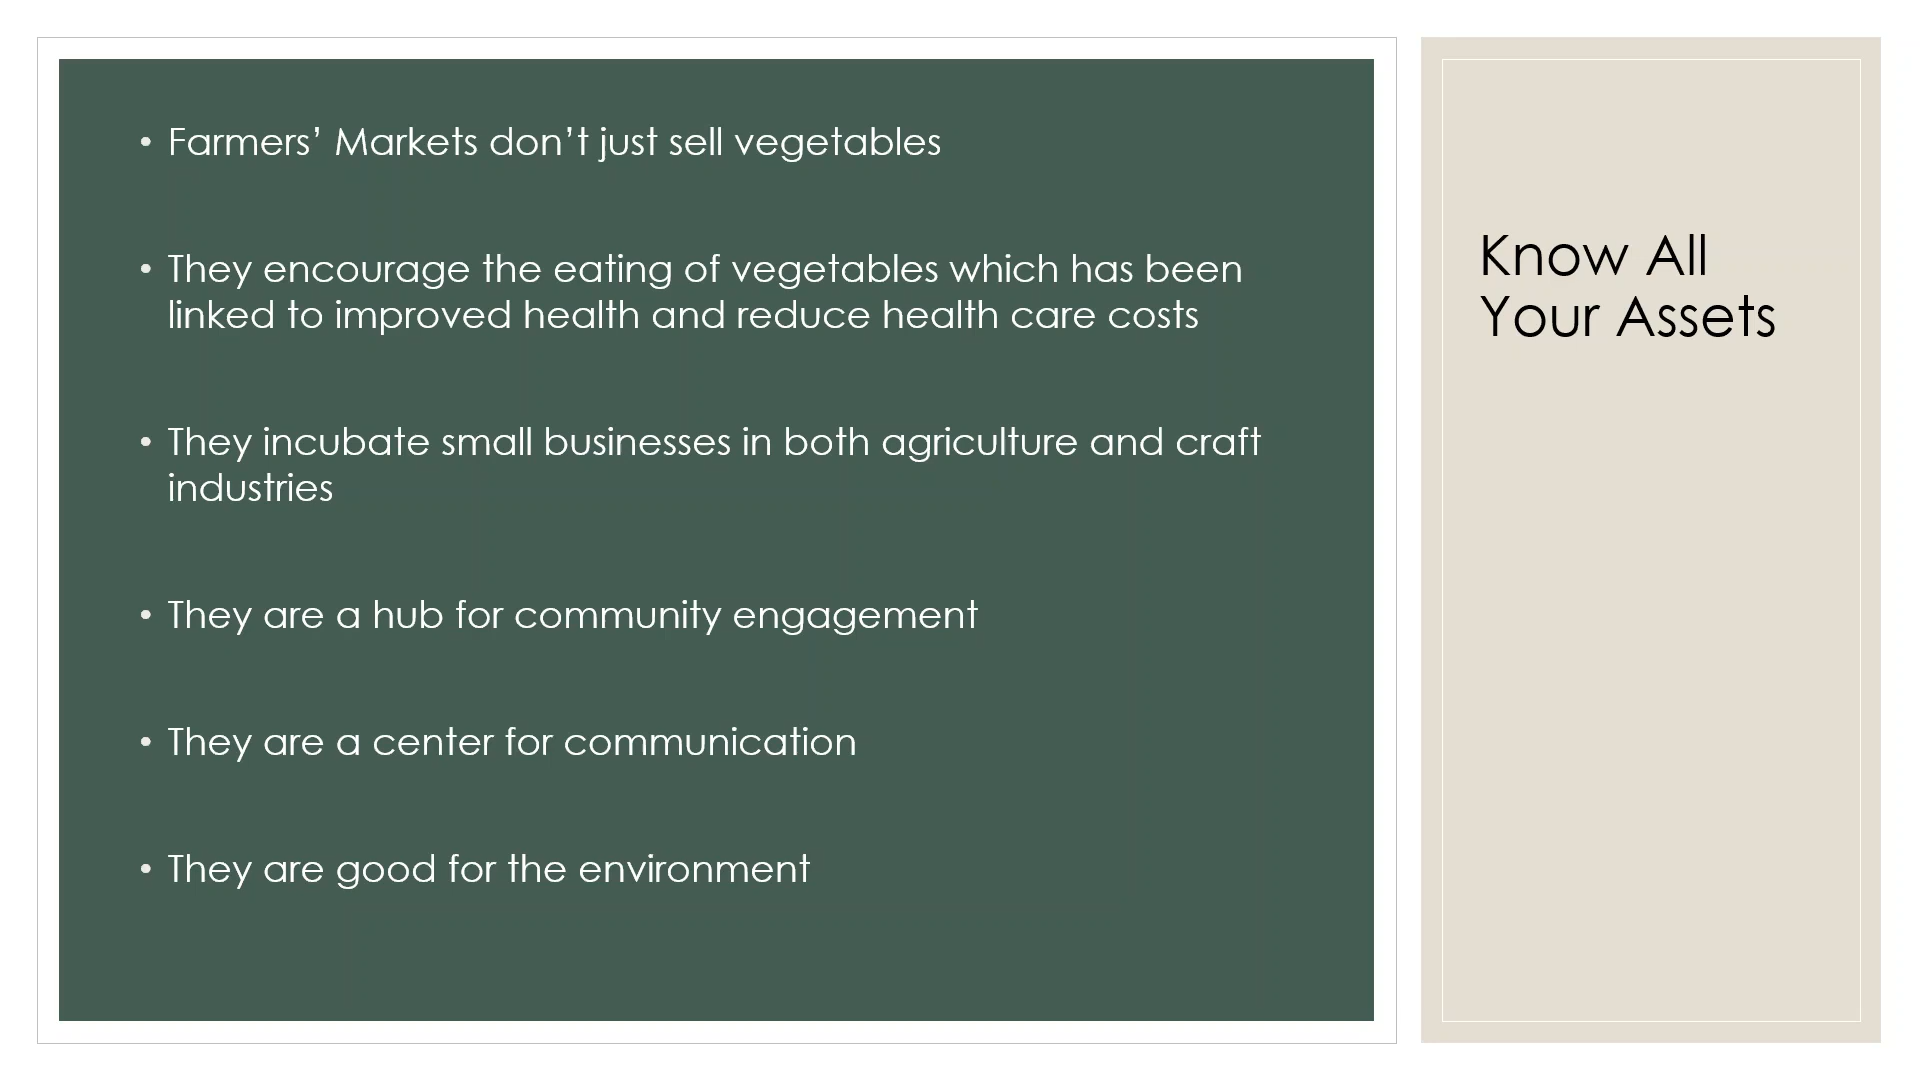 • Farmers’ Markets don’t just sell vegetables
• They encourage the eating of vegetables which has been
linked to improved health and reduce health care costs
• They incubate small businesses in both agriculture and craft
industries
• They are a hub for community engagement
• They are a center for communication
• They are good for the environment
Know All
Your Assets